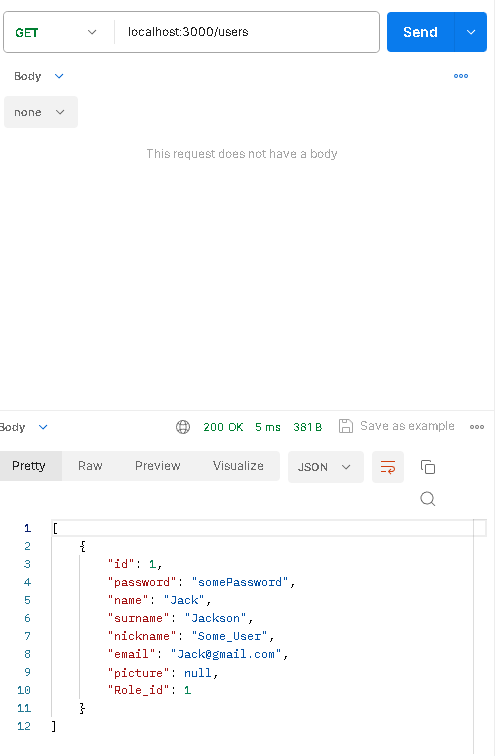 GET localhost:3000/users Send
Body
none
This request does not have a body
Body 200 OK 5 ms 381 B Save as example
Pretty Raw Preview Visualize JSON
1 [
2 {
3 "id": 1,
4 "password": "somePassword",
5 "name": "Jack",
6 "surname": "Jackson",
7 "nickname": "Some_User",
8 "email": "Jack@gmail.com",
9 "picture": null,
10 "Role_id": 1
11 }
12 ]